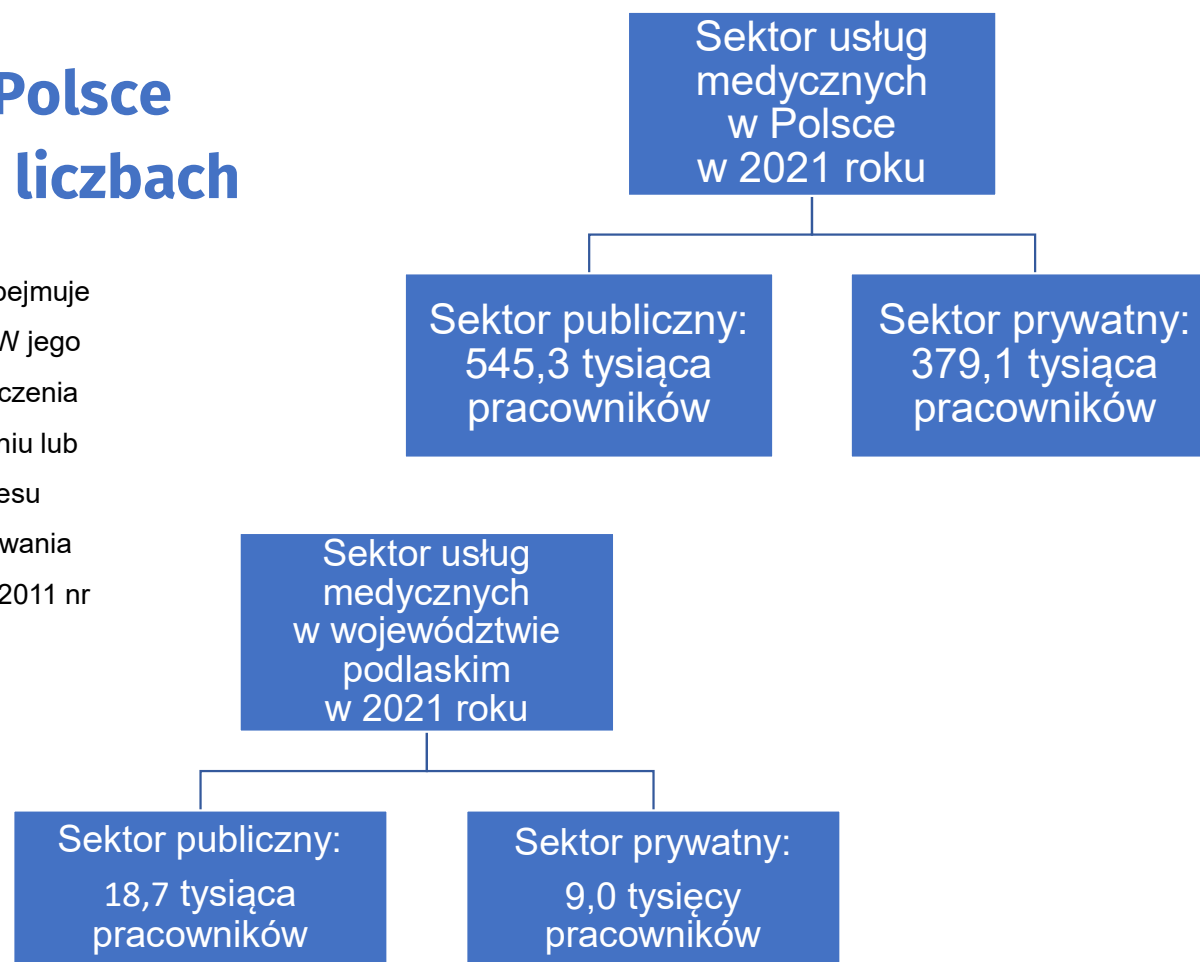 Polsce
liczbach
pejmuje
W jego
czenia
niu lub
esu
wania
2011 nr
Sektor usług
medycznych
w Polsce
w 2021 roku
Sektor publiczny:
545,3 tysiąca
pracowników
Sektor prywatny:
379,1 tysiąca
pracowników
Sektor usług
medycznych
w województwie
podlaskim
w 2021 roku
Sektor publiczny:
18,7 tysiąca
pracowników
Sektor prywatny:
9,0 tysięcy
pracowników